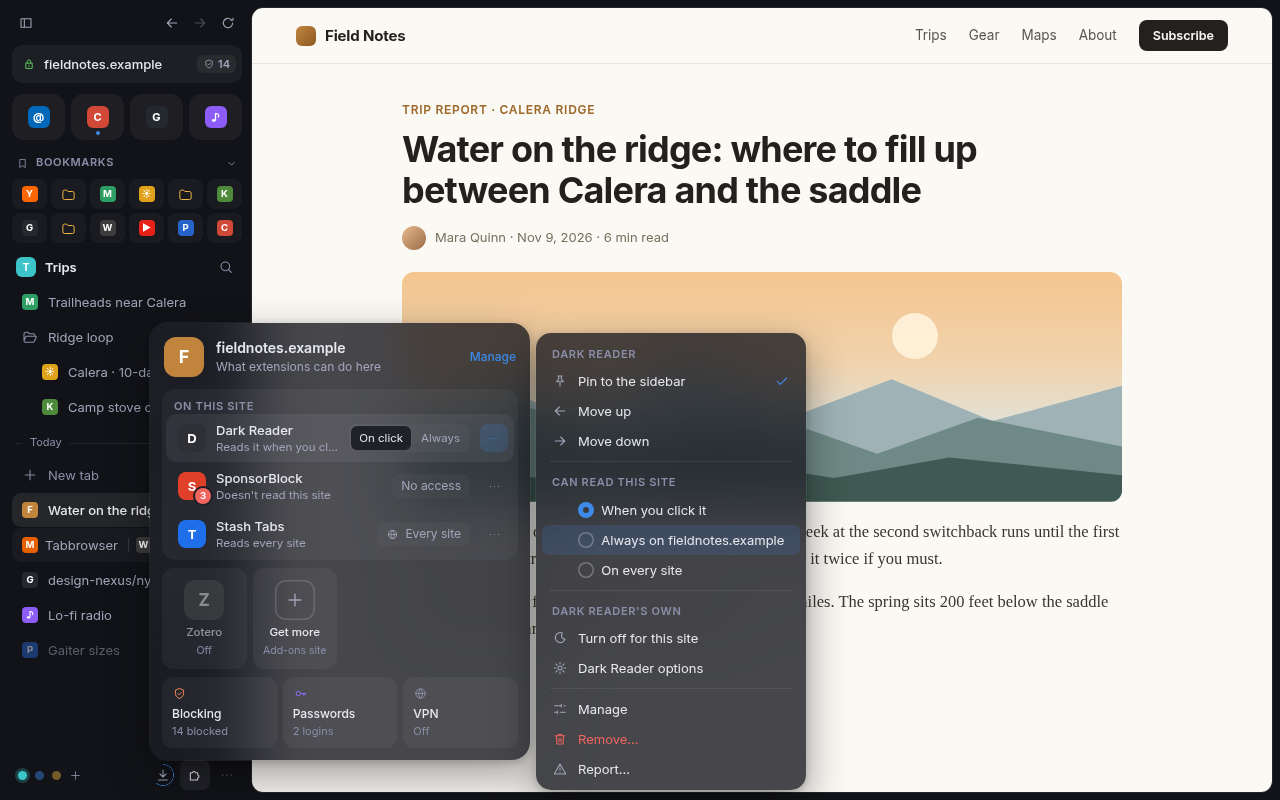 fieldnotes.example
14
@
C
G
BOOKMARKS
Y
M
K
G
W
P
C
T
Trips
M
Trailheads near Calera
Ridge loop
Calera · 10-da
K
Camp stove c
Today
New tab
F
Water on the ridg
Tabbrowser
W
G
design-nexus/ny
Lo-fi radio
P
Gaiter sizes
Field Notes
Trips
Gear
Maps
About
Subscribe
TRIP REPORT · CALERA RIDGE
Water on the ridge: where to fill up
between Calera and the saddle
Mara Quinn · Nov 9, 2026 · 6 min read
eek at the second switchback runs until the first
it twice if you must.
iles. The spring sits 200 feet below the saddle
F
fieldnotes.example
What extensions can do here
Manage
ON THIS SITE
D
Dark Reader
Reads it when you cl...
On click
Always
S
3
SponsorBlock
Doesn't read this site
No access
T
Stash Tabs
Reads every site
Every site
Z
Zotero
Off
Get more
Add-ons site
Blocking
14 blocked
Passwords
2 logins
VPN
Off
DARK READER
Pin to the sidebar
Move up
Move down
CAN READ THIS SITE
When you click it
Always on fieldnotes.example
On every site
DARK READER'S OWN
Turn off for this site
Dark Reader options
Manage
Remove...
Report...